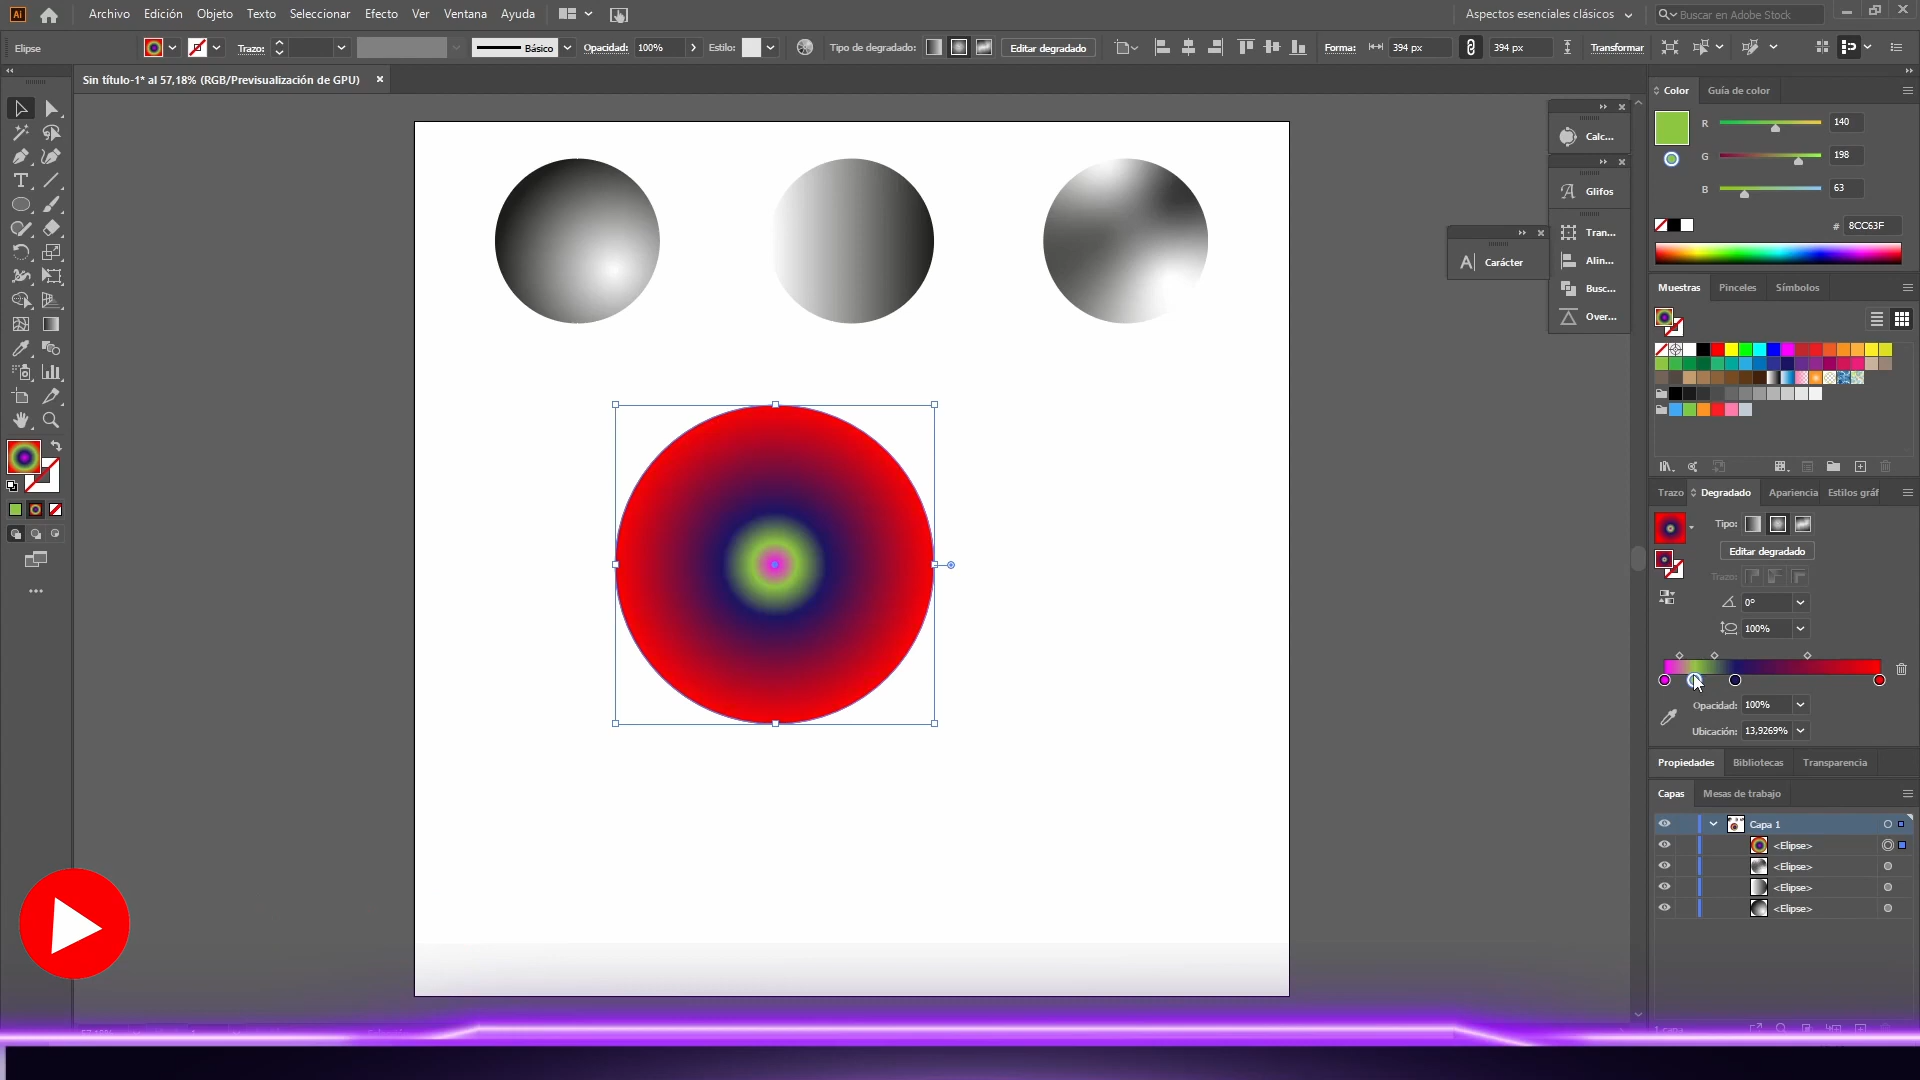 Ai
Archivo Edición Objeto Texto Seleccionar Efecto Ver Ventana Ayuda
Aspectos esenciales clásicos
Buscar en Adobe Stock
Elipse
Trazo:
Básico
Opacidad: 100%
Estilo:
Tipo de degradado:
Editar degradado
Forma: 394 px
394 px
Transformar
Sin título-1* al 57,18% (RGB/Previsualización de GPU)
Calc...
Glifos
Tran...
Alin...
Busc...
Over...
Carácter
Color Guía de color
R 140
G 198
B 63
# 8CC63F
Muestras Pinceles Símbolos
Trazo Degradado Apariencia Estilos gráf
Tipo:
Editar degradado
Trazo:
0°
100%
Opacidad: 100%
Ubicación: 13,9269%
Propiedades Bibliotecas Transparencia
Capas Mesas de trabajo
Capa 1
<Elipse>
<Elipse>
<Elipse>
<Elipse>